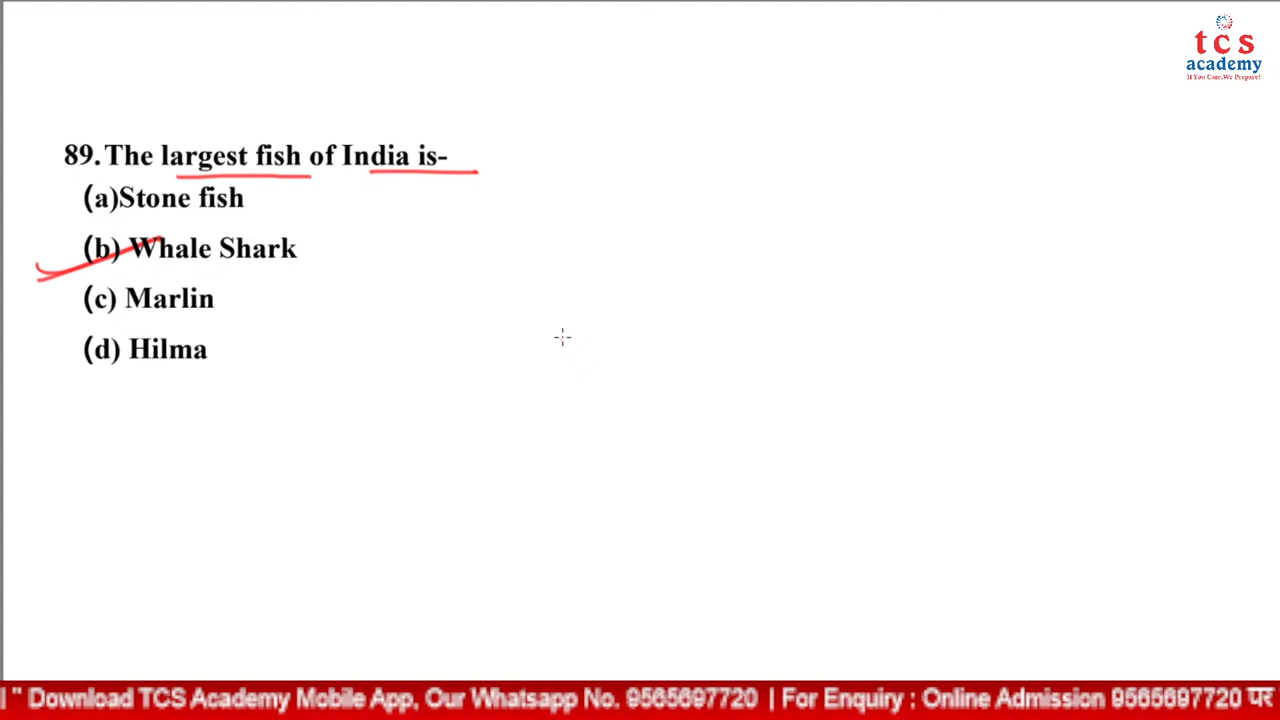 tcs
academy
If You Care,We Prepare!
89.The largest fish of India is-
(a)Stone fish
(b) Whale Shark
(c) Marlin
(d) Hilma
" Download TCS Academy Mobile App, Our Whatsapp No. 9565697720 | For Enquiry : Online Admission 9565697720 पर